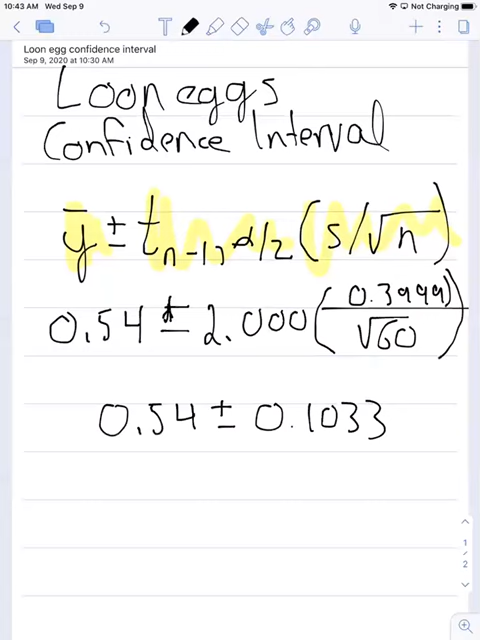 10:43 AM Wed Sep 9
Not Charging
Loon egg confidence interval
Sep 9, 2020 at 10:30 AM
Loon eggs
Confidence Interval
y̅ ± t_{n-1, α/2} (s/√n)
0.54 ± 2.000 (0.3999/√60)
0.54 ± 0.1033
1
/
2